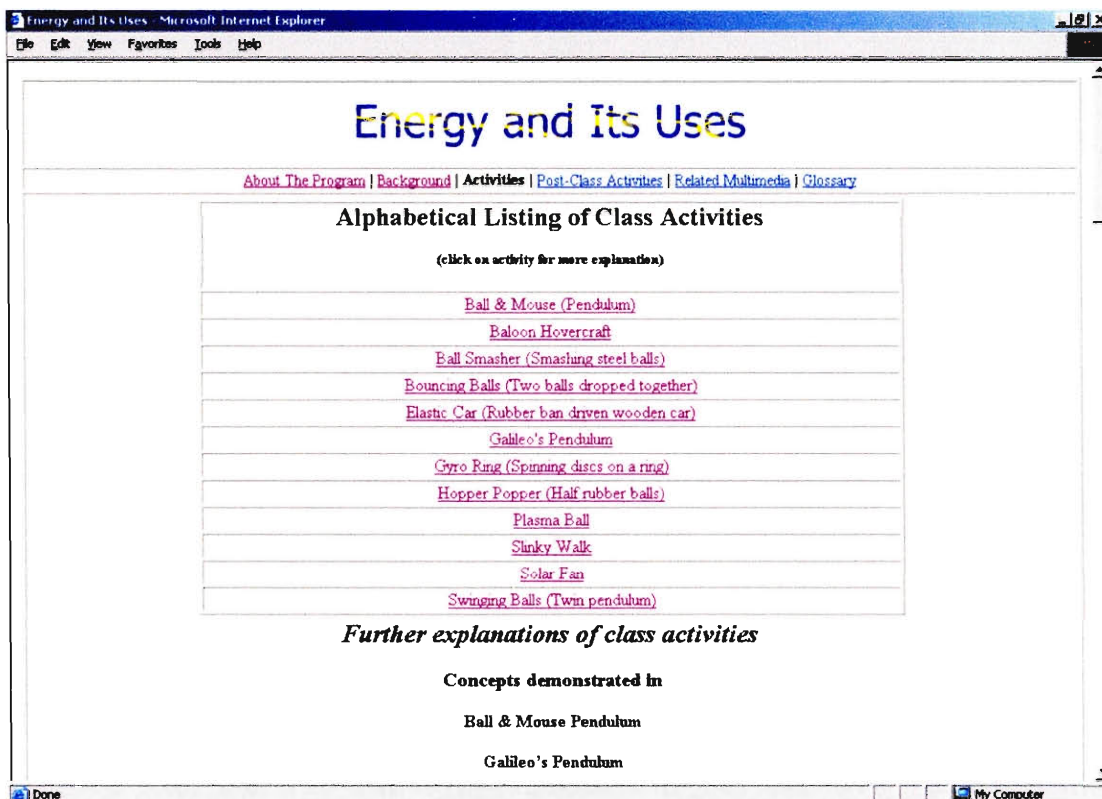 Energy and Its Uses - Microsoft Internet Explorer
File Edit View Favorites Tools Help
Energy and Its Uses
About The Program | Background | Activities | Post-Class Activities | Related Multimedia | Glossary
Alphabetical Listing of Class Activities
(click on activity for more explanation)
Ball & Mouse (Pendulum)
Baloon Hovercraft
Ball Smasher (Smashing steel balls)
Bouncing Balls (Two balls dropped together)
Elastic Car (Rubber ban driven wooden car)
Galileo's Pendulum
Gyro Ring (Spinning discs on a ring)
Hopper Popper (Half rubber balls)
Plasma Ball
Slinky Walk
Solar Fan
Swinging Balls (Twin pendulum)
Further explanations of class activities
Concepts demonstrated in
Ball & Mouse Pendulum
Galileo's Pendulum
Done My Computer